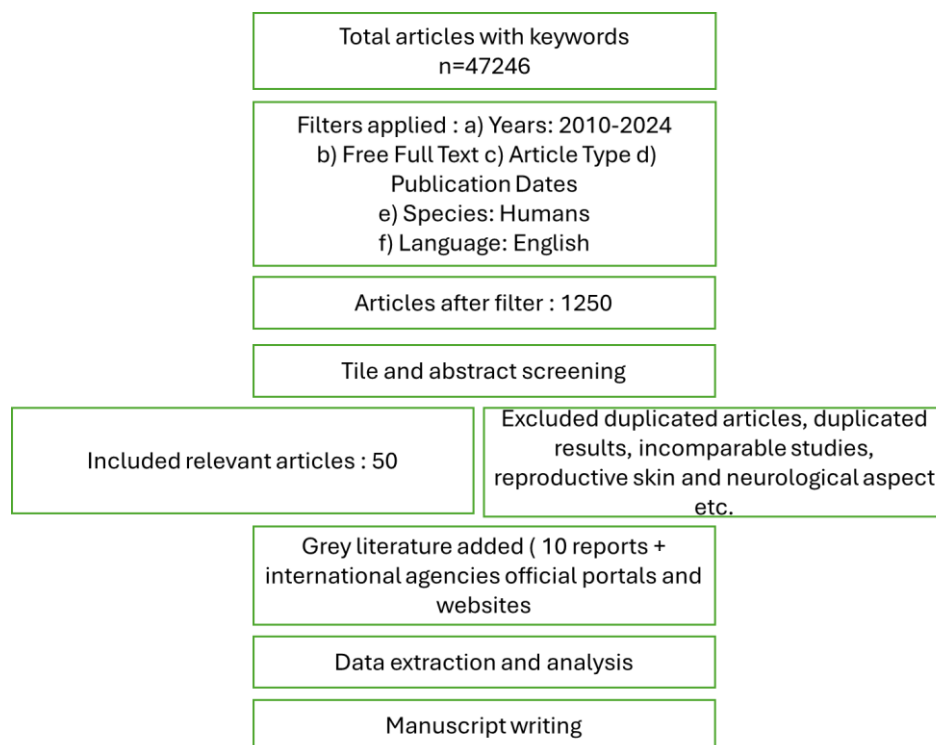 Total articles with keywords
n=47246
Filters applied : a) Years: 2010-2024
b) Free Full Text c) Article Type d)
Publication Dates
e) Species: Humans
f) Language: English
Articles after filter : 1250
Tile and abstract screening
Included relevant articles : 50
Excluded duplicated articles, duplicated
results, incomparable studies,
reproductive skin and neurological aspect
etc.
Grey literature added ( 10 reports +
international agencies official portals and
websites
Data extraction and analysis
Manuscript writing